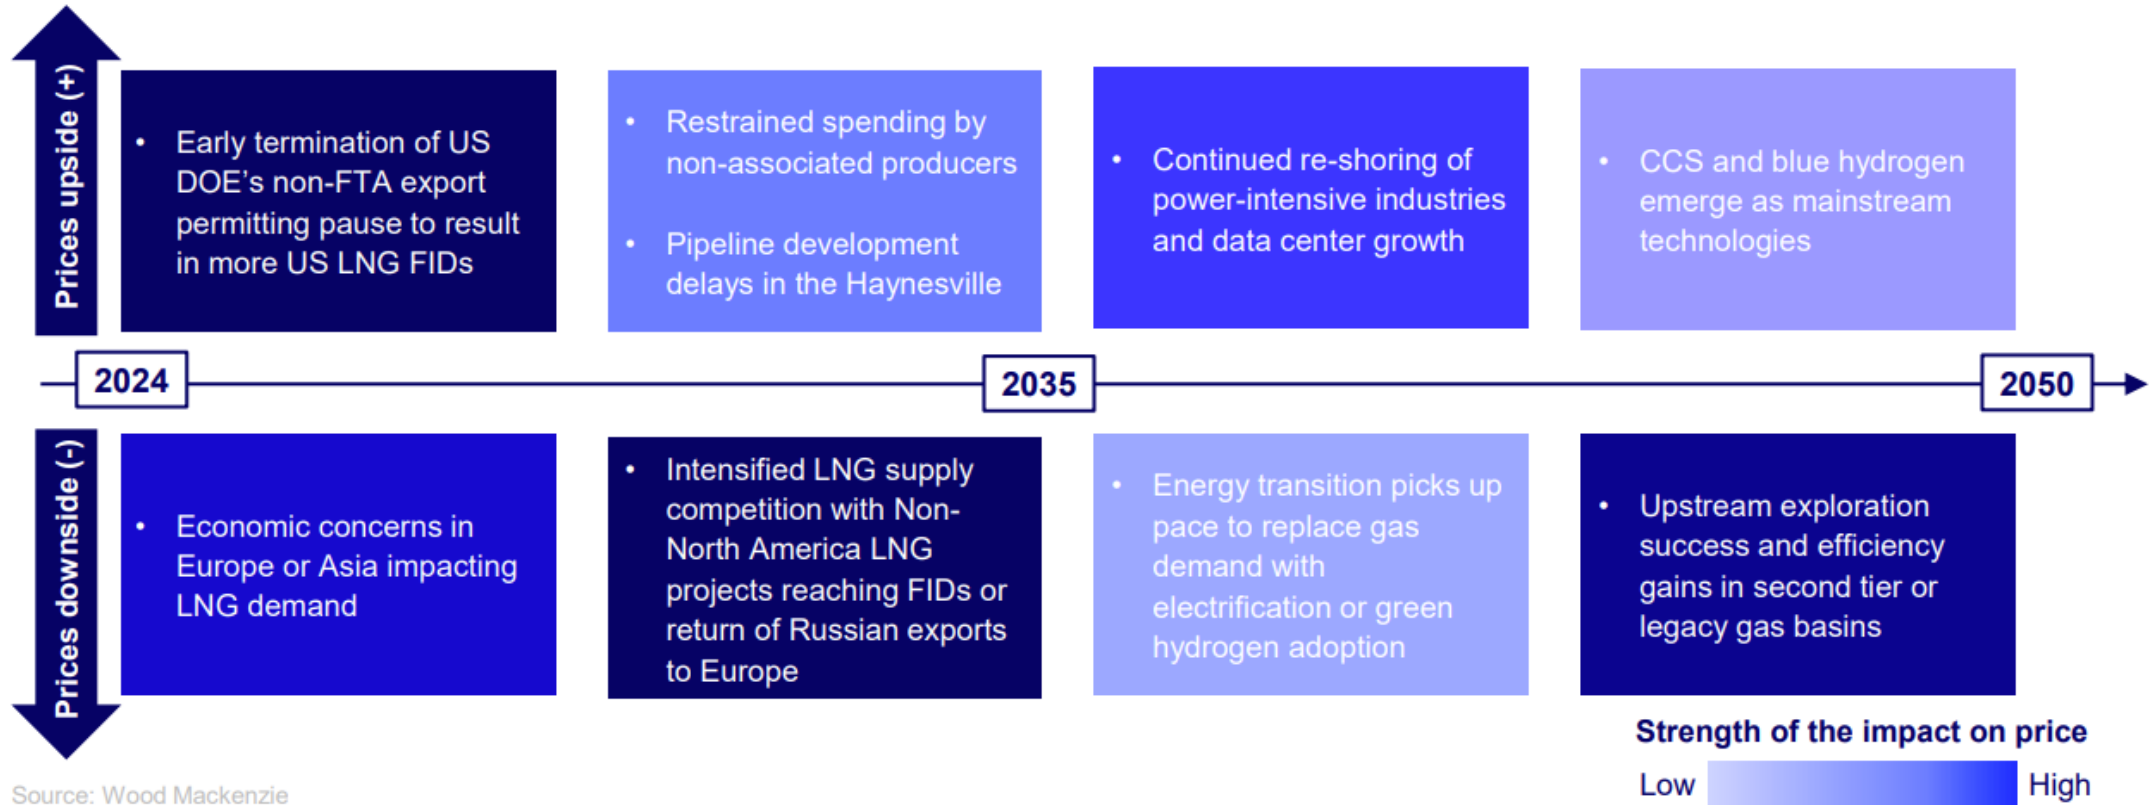 Prices upside (+)
• Early termination of US
DOE's non-FTA export
permitting pause to result
in more US LNG FIDs
• Restrained spending by
non-associated producers
• Pipeline development
delays in the Haynesville
• Continued re-shoring of
power-intensive industries
and data center growth
• CCS and blue hydrogen
emerge as mainstream
technologies
2024
2035
2050
Prices downside (-)
• Economic concerns in
Europe or Asia impacting
LNG demand
• Intensified LNG supply
competition with Non-
North America LNG
projects reaching FIDs or
return of Russian exports
to Europe
• Energy transition picks up
pace to replace gas
demand with
electrification or green
hydrogen adoption
• Upstream exploration
success and efficiency
gains in second tier or
legacy gas basins
Strength of the impact on price
Low High
Source: Wood Mackenzie